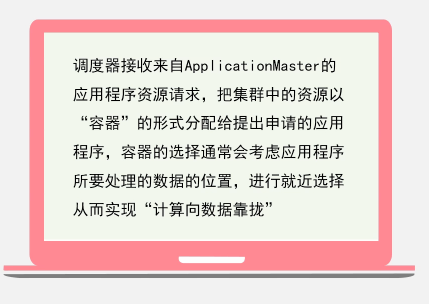 调度器接收来自ApplicationMaster的
应用程序资源请求，把集群中的资源以
“容器”的形式分配给提出申请的应用
程序，容器的选择通常会考虑应用程序
所要处理的数据的位置，进行就近选择
从而实现“计算向数据靠拢”